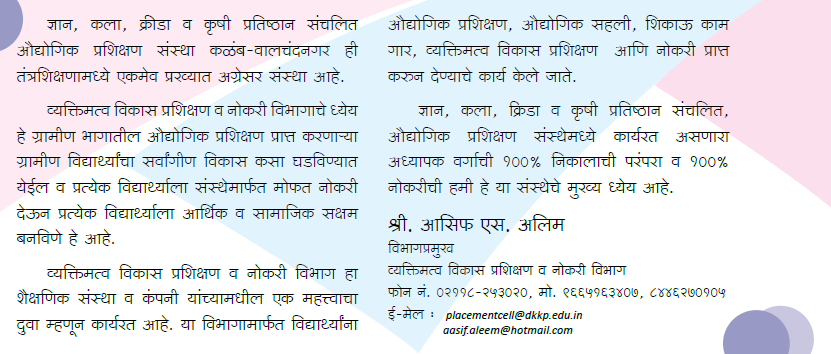 ज्ञान, कला, क्रीडा व कृषी प्रतिष्ठान संचलित
औद्योगिक प्रशिक्षण संस्था कळंब-वालचंदनगर ही
तंत्रशिक्षणामध्ये एकमेव प्रख्यात अग्रेसर संस्था आहे.
व्यक्तिमत्व विकास प्रशिक्षण व नोकरी विभागाचे ध्येय
हे ग्रामीण भागातील औद्योगिक प्रशिक्षण प्राप्त करणाऱ्या
ग्रामीण विद्यार्थ्यांचा सर्वांगीण विकास कसा घडविण्यात
येईल व प्रत्येक विद्यार्थ्याला संस्थेमार्फत मोफत नोकरी
देऊन प्रत्येक विद्यार्थ्याला आर्थिक व सामाजिक सक्षम
बनविणे हे आहे.
व्यक्तिमत्व विकास प्रशिक्षण व नोकरी विभाग हा
शैक्षणिक संस्था व कंपनी यांच्यामधील एक महत्त्वाचा
दुवा म्हणून कार्यरत आहे. या विभागामार्फत विद्यार्थ्यांना
औद्योगिक प्रशिक्षण, औद्योगिक सहली, शिकाऊ काम
गार, व्यक्तिमत्व विकास प्रशिक्षण आणि नोकरी प्राप्त
करुन देण्याचे कार्य केले जाते.
ज्ञान, कला, क्रिडा व कृषी प्रतिष्ठान संचलित,
औद्योगिक प्रशिक्षण संस्थेमध्ये कार्यरत असणारा
अध्यापक वर्गाची १००% निकालाची परंपरा व १००%
नोकरीची हमी हे या संस्थेचे मुख्य ध्येय आहे.
श्री. आसिफ एस. अलिम
विभागप्रमुख
व्यक्तिमत्व विकास प्रशिक्षण व नोकरी विभाग
फोन नं. ०२११८-२५३०२०, मो. ९६६५१६३४०७, ८४४६२७०१०५
ई-मेल : placementcell@dkkp.edu.in
aasif.aleem@hotmail.com